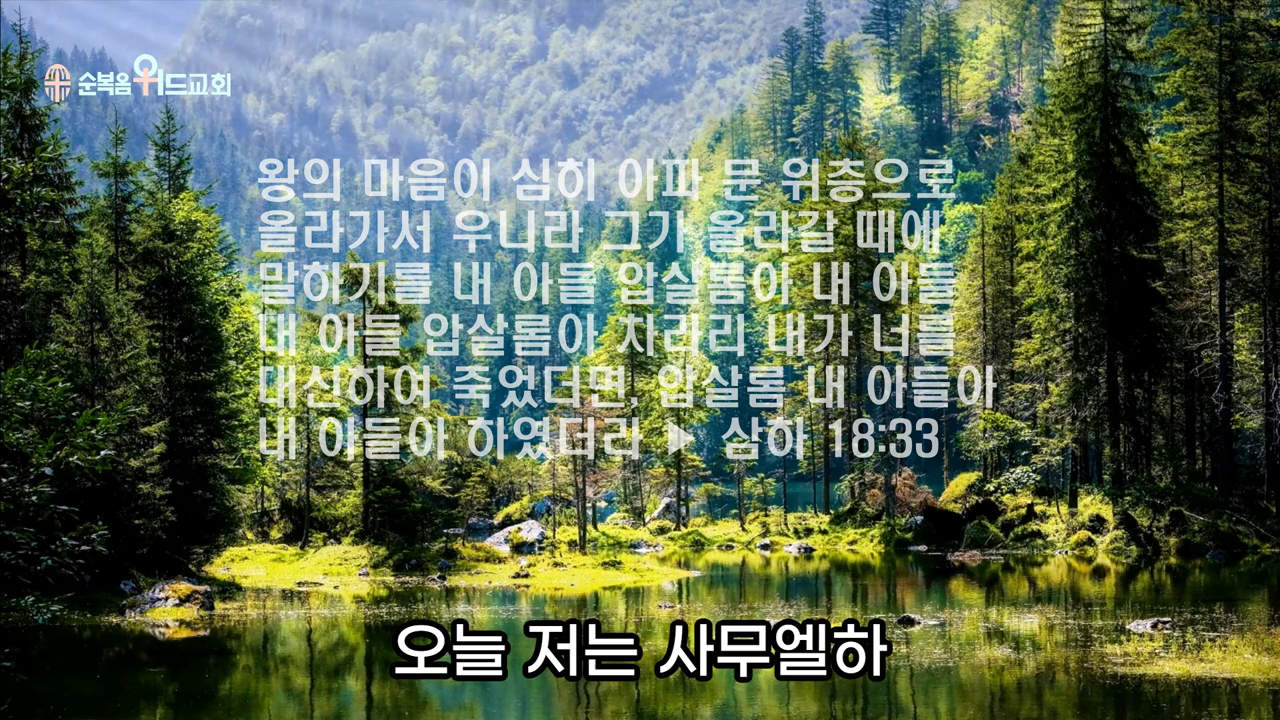 순복음위드교회
왕의 마음이 심히 아파 문 위층으로
올라가서 우니라 그가 올라갈 때에
말하기를 내 아들 압살롬아 내 아들
내 아들 압살롬아 차라리 내가 너를
대신하여 죽었더면, 압살롬 내 아들아
내 아들아 하였더라 ▶ 삼하 18:33
오늘 저는 사무엘하